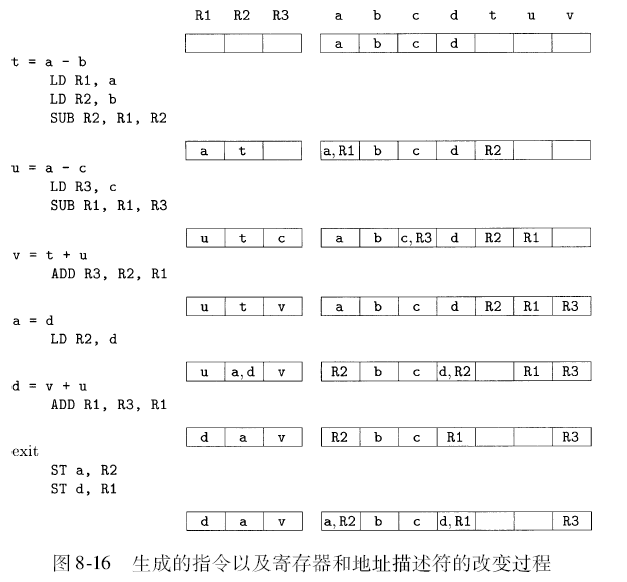 R1 R2 R3 a b c d t u v
a b c d
t = a - b
LD R1, a
LD R2, b
SUB R2, R1, R2
a t a,R1 b c d R2
u = a - c
LD R3, c
SUB R1, R1, R3
u t c a b c,R3 d R2 R1
v = t + u
ADD R3, R2, R1
u t v a b c d R2 R1 R3
a = d
LD R2, d
u a,d v R2 b c d,R2 R1 R3
d = v + u
ADD R1, R3, R1
d a v R2 b c R1 R3
exit
ST a, R2
ST d, R1
d a v a,R2 b c d,R1 R3
图 8-16 生成的指令以及寄存器和地址描述符的改变过程